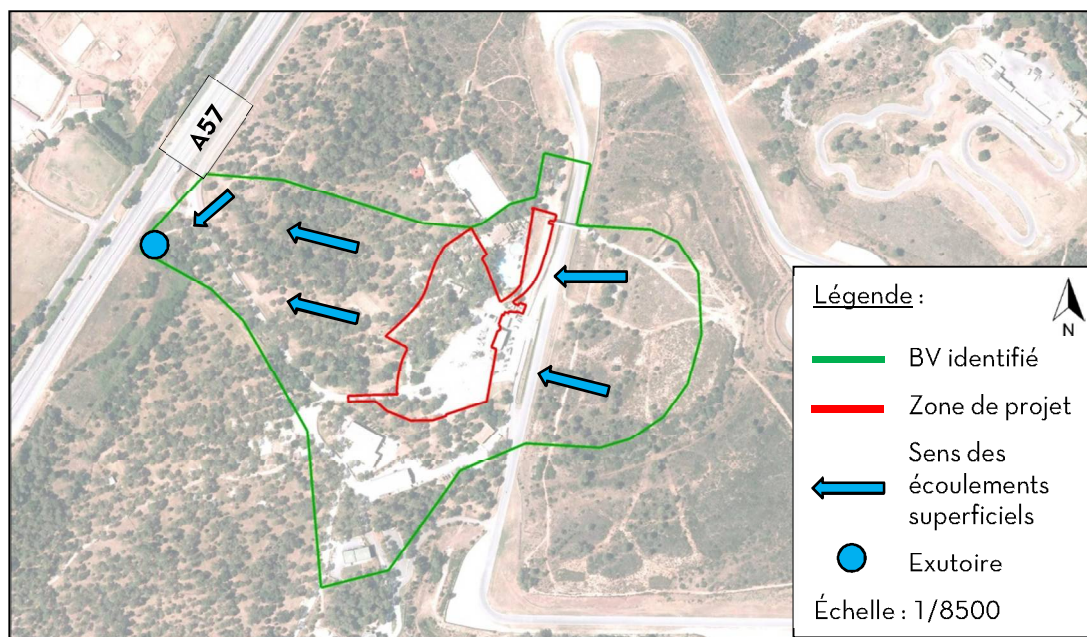 A57
Légende :
N
BV identifié
Zone de projet
Sens des
écoulements
superficiels
Exutoire
Échelle : 1/8500